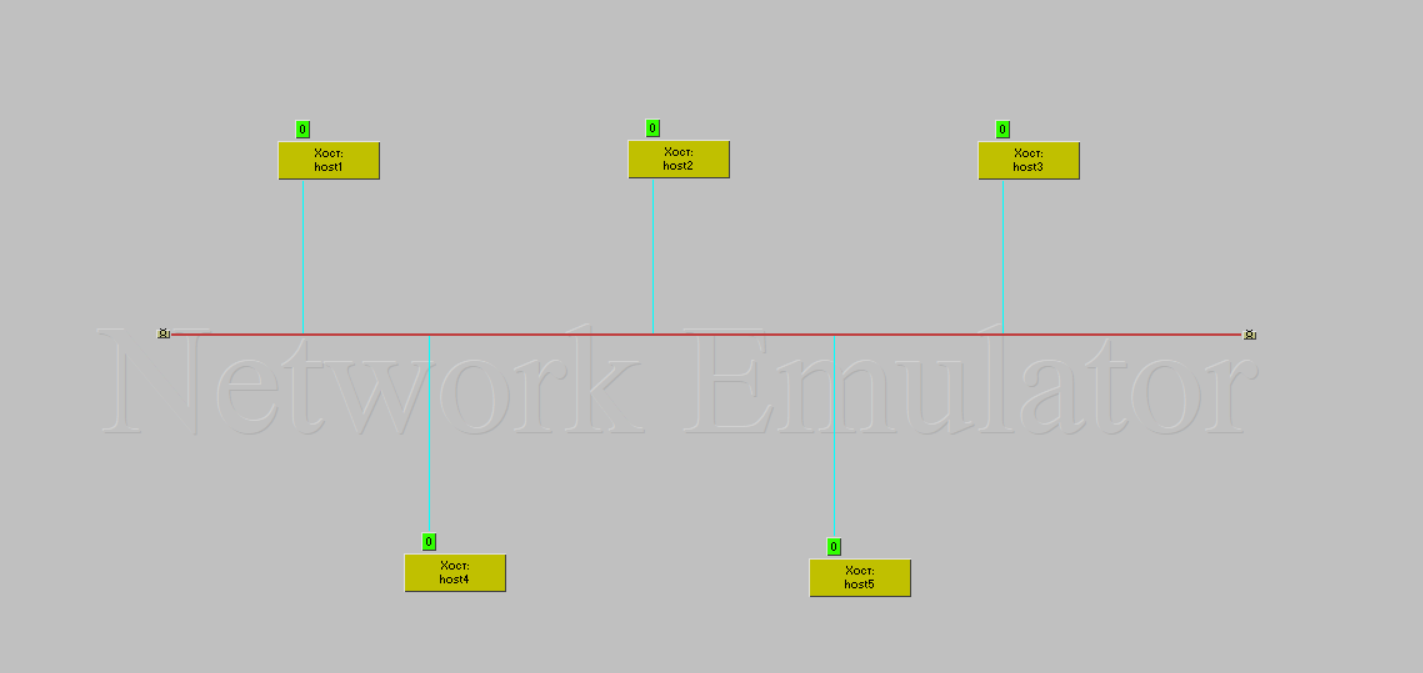 0
Хост:
host1
0
Хост:
host2
0
Хост:
host3
Network Emulator
0
Хост:
host4
0
Хост:
host5